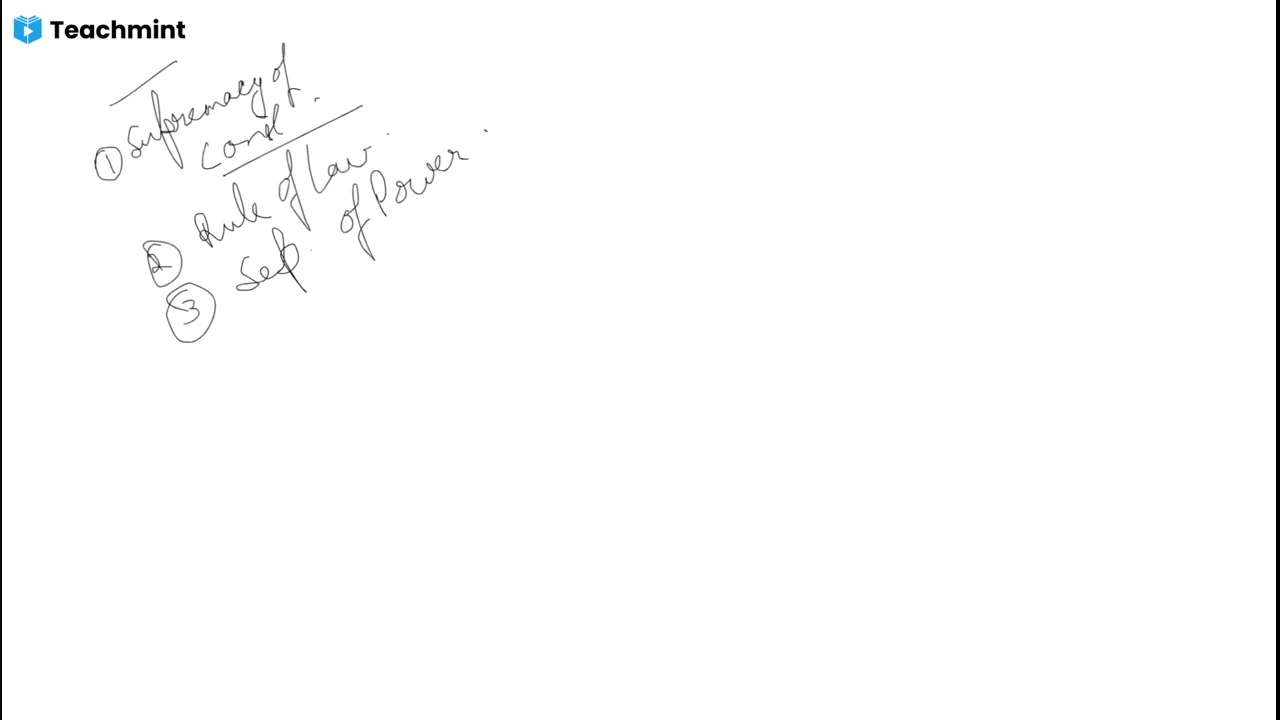 Teachmint
① Supremacy of
Const.
② Rule of Law.
③ Sep. of Power.